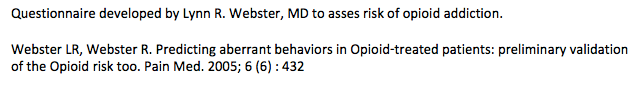 Questionnaire developed by Lynn R. Webster, MD to asses risk of opioid addiction.
Webster LR, Webster R. Predicting aberrant behaviors in Opioid-treated patients: preliminary validation
of the Opioid risk too. Pain Med. 2005; 6 (6) : 432